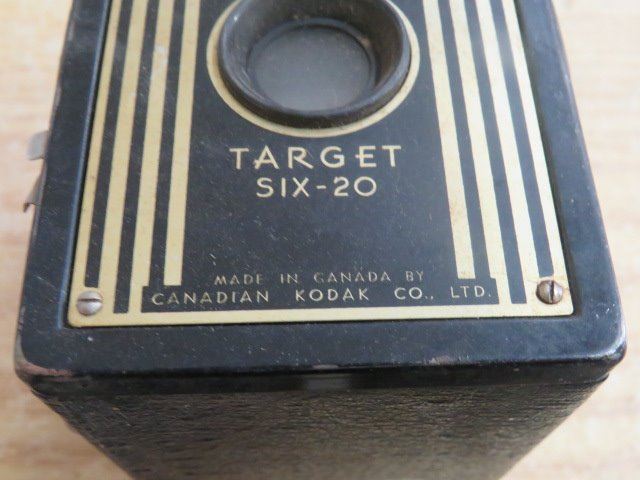 TARGET
SIX-20
MADE IN CANADA BY
CANADIAN KODAK CO., LTD.